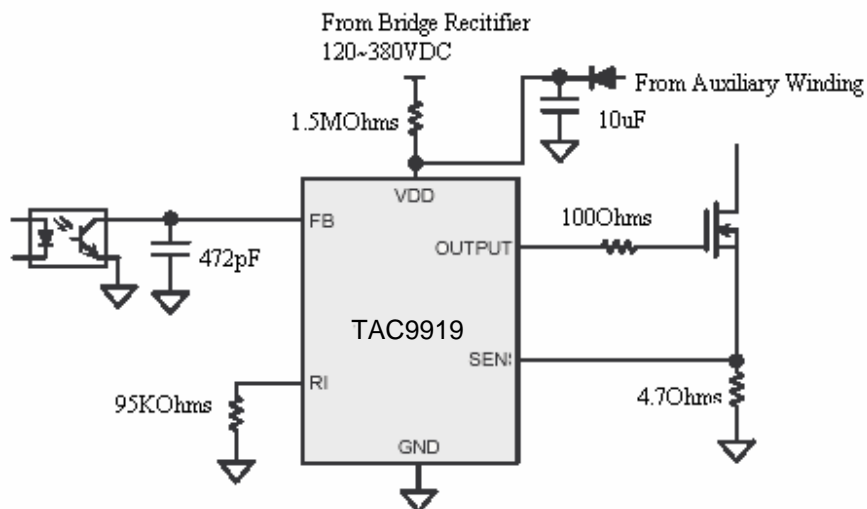 From Bridge Recitifier
120~380VDC
From Auxiliary Winding
1.5MOhms
10uF
VDD
FB
100Ohms
OUTPUT
472pF
TAC9919
SEN
RI
95KOhms
4.7Ohms
GND